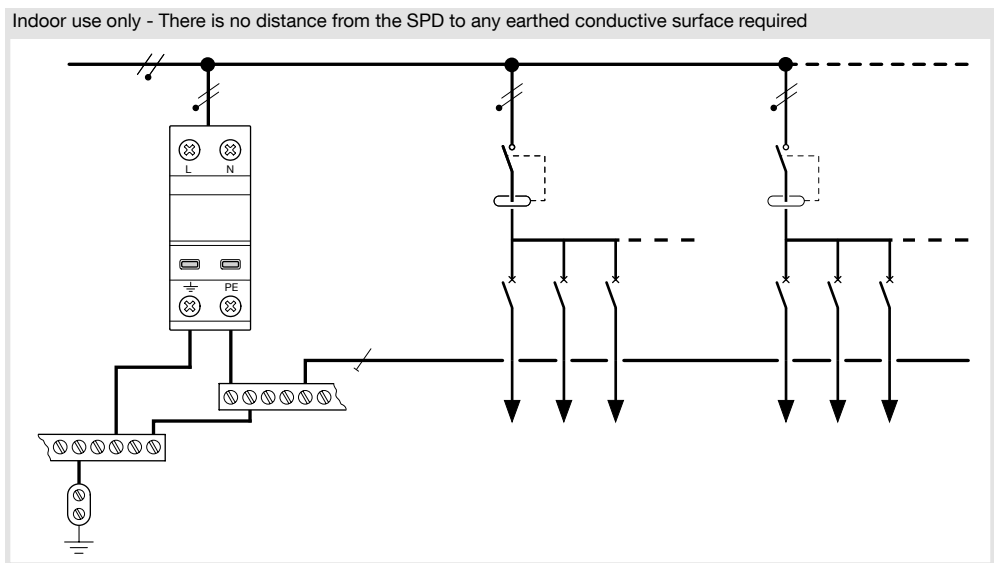 Indoor use only - There is no distance from the SPD to any earthed conductive surface required
L N
PE